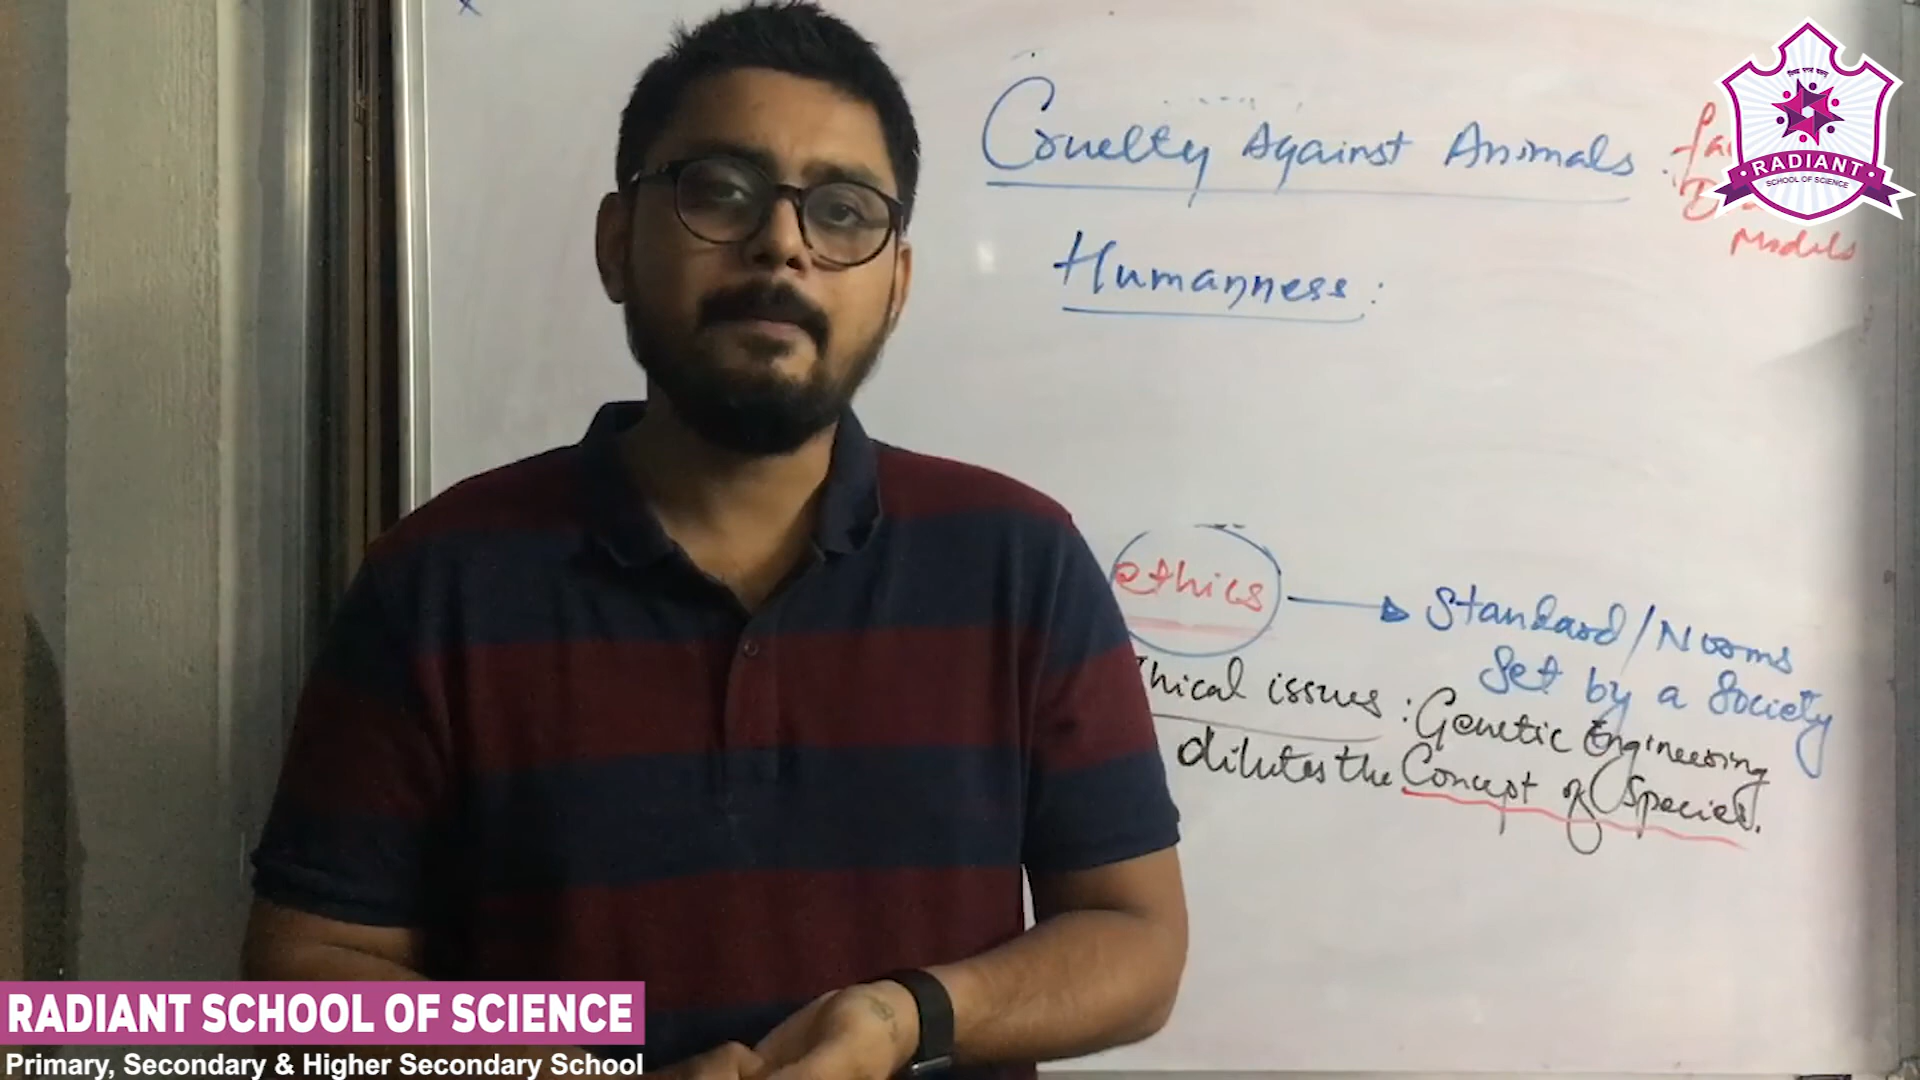 Cruelty Against Animals
Models
Humanness:
ethics → Standard/Norms
Set by a Society
issues: Genetic Engineering
dilutes the Concept of Species.
RADIANT
SCHOOL OF SCIENCE
RADIANT SCHOOL OF SCIENCE
Primary, Secondary & Higher Secondary School